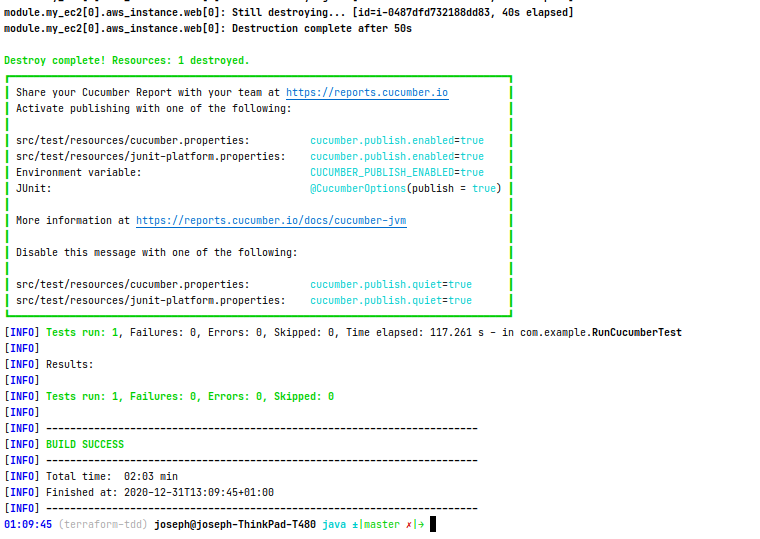 module.my_ec2[0].aws_instance.web[0]: Still destroying... [id=i-0487dfd732188dd83, 40s elapsed]
module.my_ec2[0].aws_instance.web[0]: Destruction complete after 50s
Destroy complete! Resources: 1 destroyed.
Share your Cucumber Report with your team at https://reports.cucumber.io
Activate publishing with one of the following:
src/test/resources/cucumber.properties: cucumber.publish.enabled=true
src/test/resources/junit-platform.properties: cucumber.publish.enabled=true
Environment variable: CUCUMBER_PUBLISH_ENABLED=true
JUnit: @CucumberOptions(publish = true)
More information at https://reports.cucumber.io/docs/cucumber-jvm
Disable this message with one of the following:
src/test/resources/cucumber.properties: cucumber.publish.quiet=true
src/test/resources/junit-platform.properties: cucumber.publish.quiet=true
[INFO] Tests run: 1, Failures: 0, Errors: 0, Skipped: 0, Time elapsed: 117.261 s - in com.example.RunCucumberTest
[INFO]
[INFO] Results:
[INFO]
[INFO] Tests run: 1, Failures: 0, Errors: 0, Skipped: 0
[INFO]
[INFO] ------------------------------------------------------------------------
[INFO] BUILD SUCCESS
[INFO] ------------------------------------------------------------------------
[INFO] Total time:  02:03 min
[INFO] Finished at: 2020-12-31T13:09:45+01:00
[INFO] ------------------------------------------------------------------------
01:09:45 (terraform-tdd) joseph@joseph-ThinkPad-T480 java ±|master ✗|→